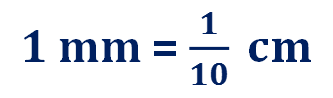 1 mm = 1/10 cm